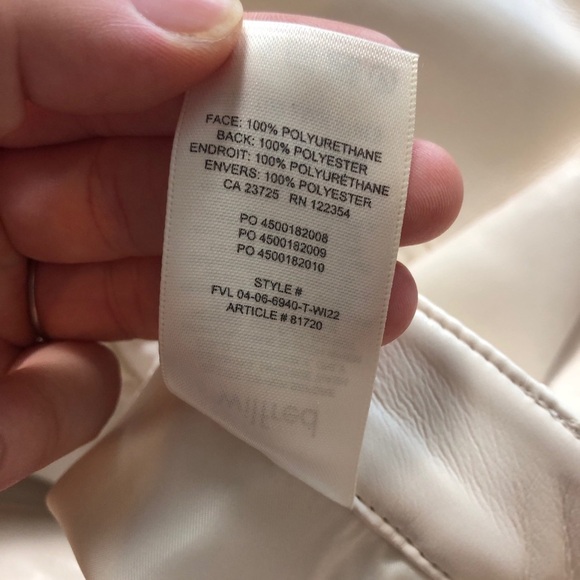 FACE: 100% POLYURETHANE
BACK: 100% POLYESTER
ENDROIT: 100% POLYURÉTHANE
ENVERS: 100% POLYESTER
CA 23725 RN 122354
PO 4500182008
PO 4500182009
PO 4500182010
STYLE #
FVL 04-06-6940-T-WI22
ARTICLE # 81720
wilfred